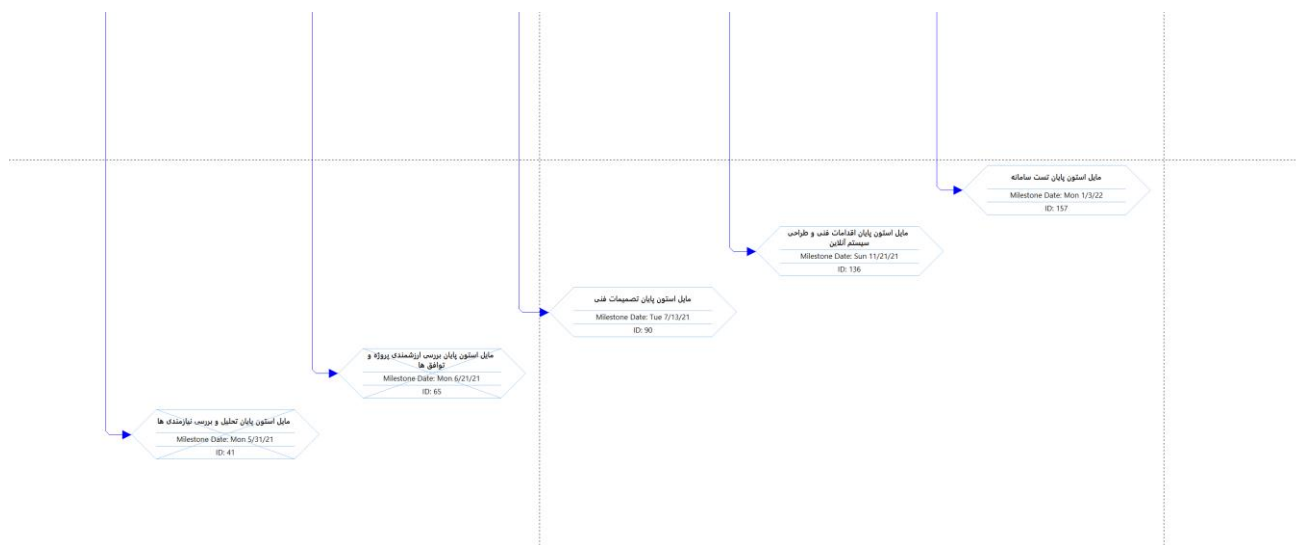 مایل استون پایان تست سامانه
Milestone Date: Mon 1/3/22
ID: 157
مایل استون پایان اقدامات فنی و طراحی
سیستم آنلاین
Milestone Date: Sun 11/21/21
ID: 136
مایل استون پایان تصمیمات فنی
Milestone Date: Tue 7/13/21
ID: 90
مایل استون پایان بررسی ارزشمندی پروژه و
توافق ها
Milestone Date: Mon 6/21/21
ID: 65
مایل استون پایان تحلیل و بررسی نیازمندی ها
Milestone Date: Mon 5/31/21
ID: 41